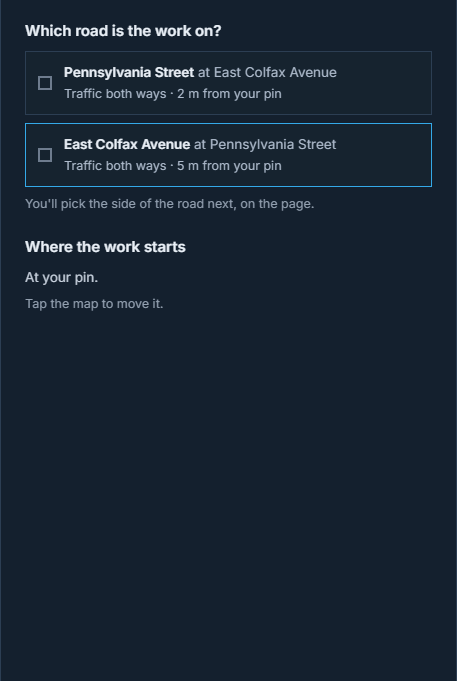 Which road is the work on?
Pennsylvania Street at East Colfax Avenue
Traffic both ways · 2 m from your pin
East Colfax Avenue at Pennsylvania Street
Traffic both ways · 5 m from your pin
You'll pick the side of the road next, on the page.
Where the work starts
At your pin.
Tap the map to move it.